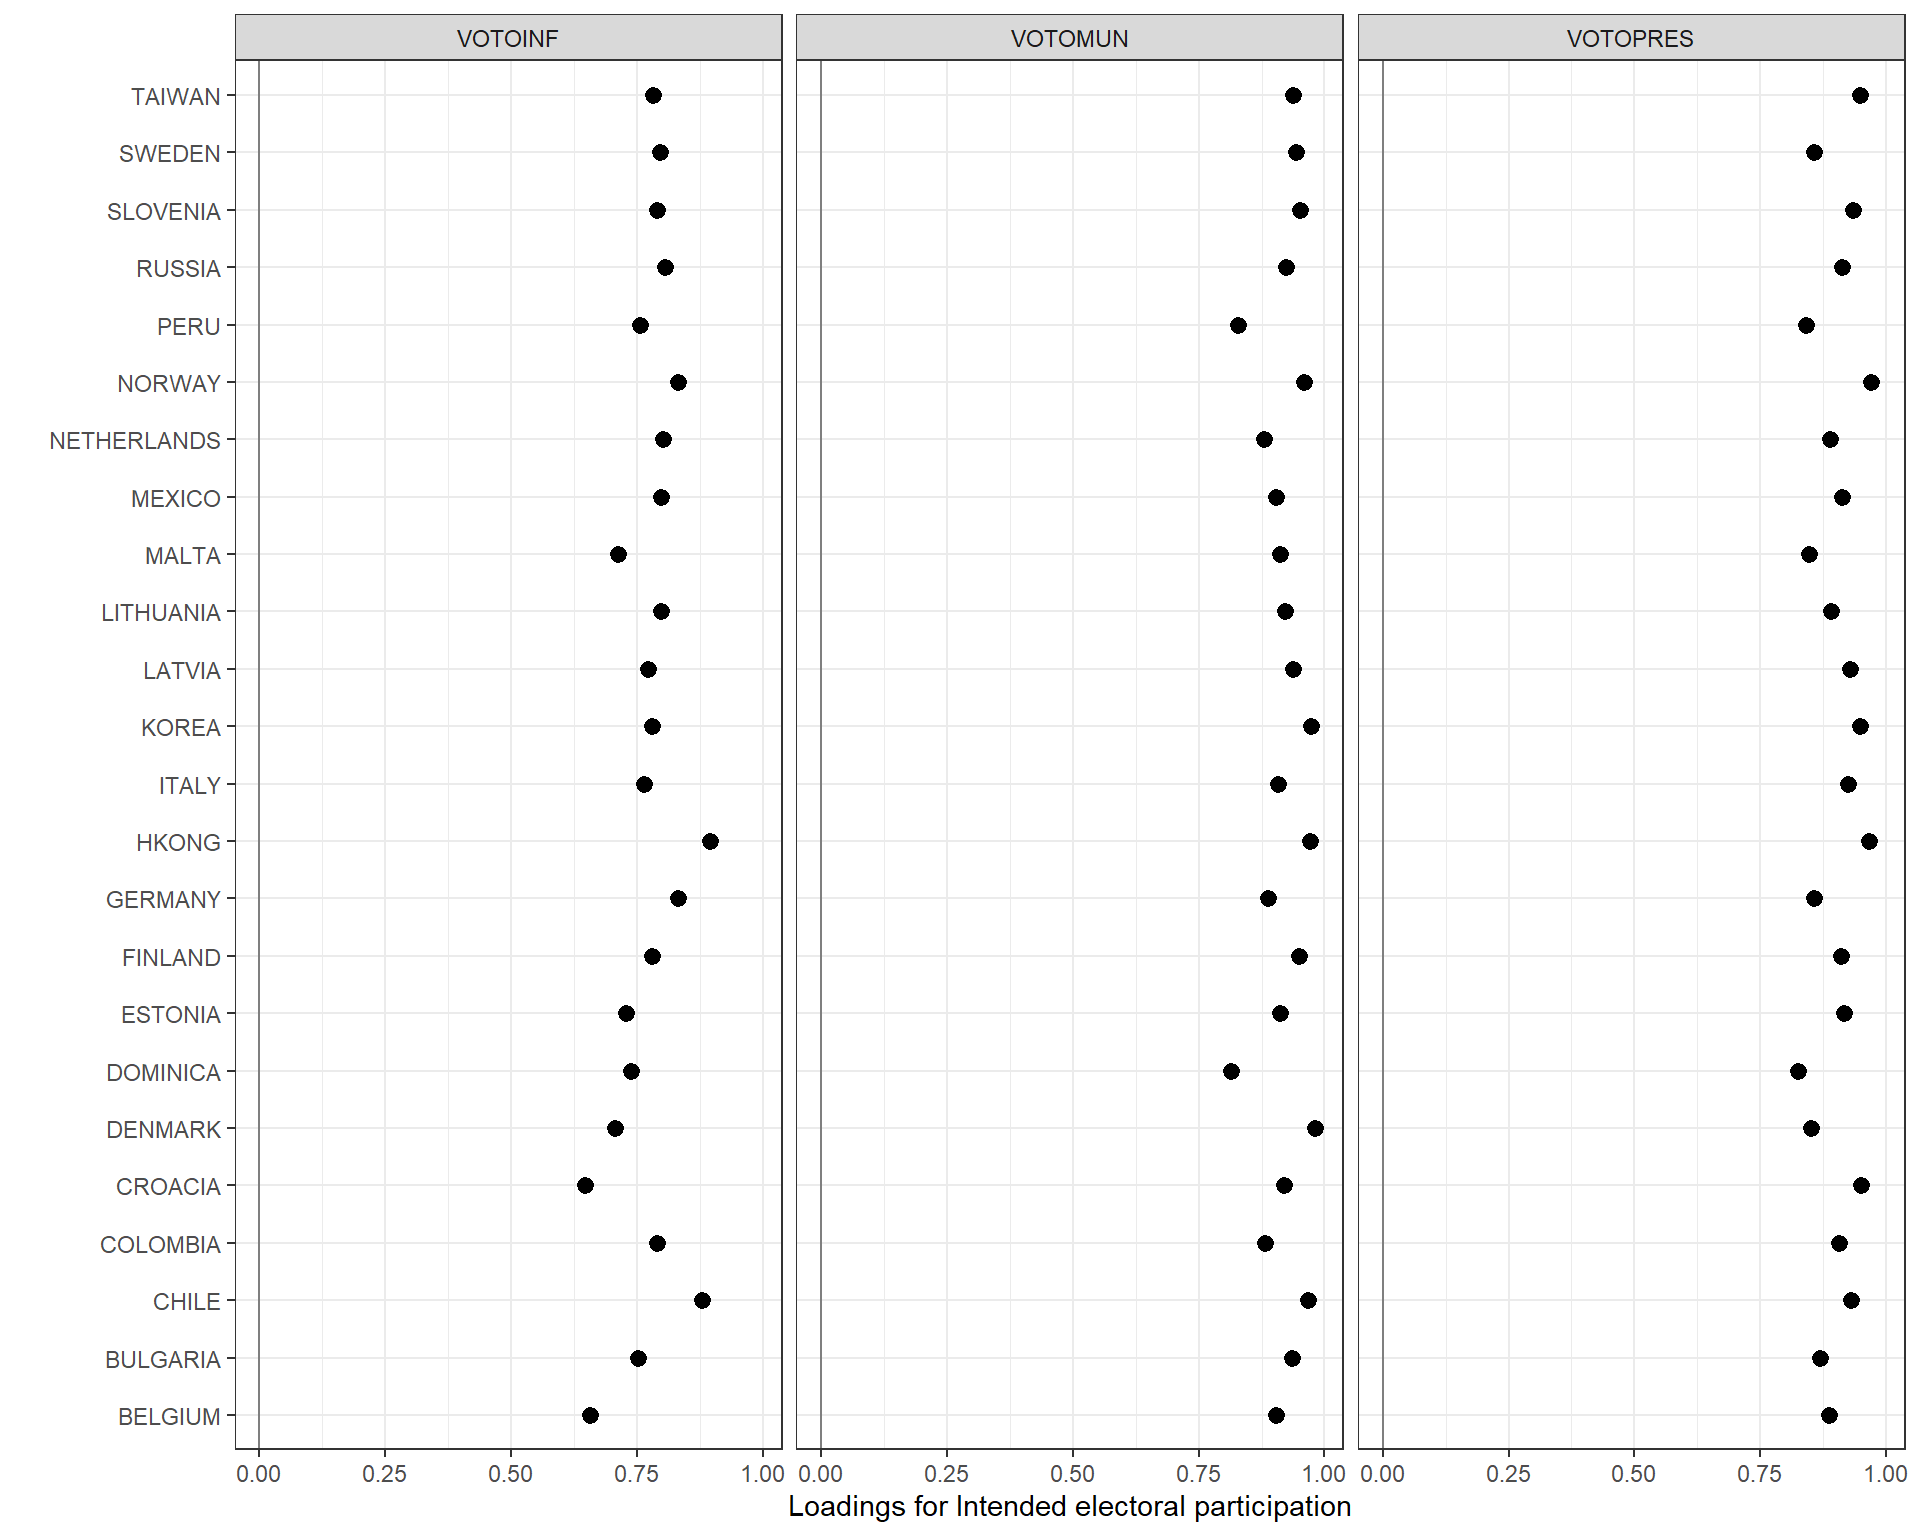 VOTOINF VOTOMUN VOTOPRES
TAIWAN
SWEDEN
SLOVENIA
RUSSIA
PERU
NORWAY
NETHERLANDS
MEXICO
MALTA
LITHUANIA
LATVIA
KOREA
ITALY
HKONG
GERMANY
FINLAND
ESTONIA
DOMINICA
DENMARK
CROACIA
COLOMBIA
CHILE
BULGARIA
BELGIUM
0.00 0.25 0.50 0.75 1.00 0.00 0.25 0.50 0.75 1.00 0.00 0.25 0.50 0.75 1.00
Loadings for Intended electoral participation